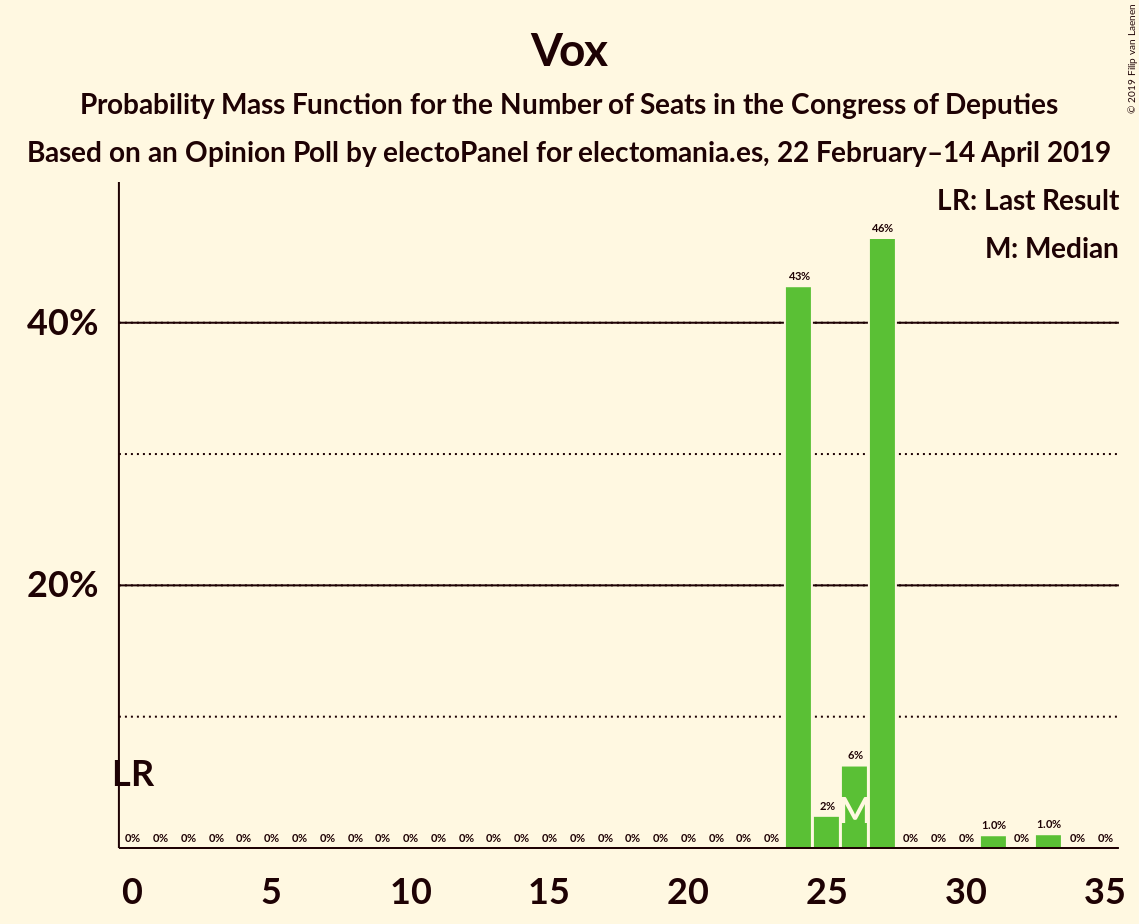 Vox
Probability Mass Function for the Number of Seats in the Congress of Deputies
Based on an Opinion Poll by electoPanel for electomania.es, 22 February–14 April 2019
© 2019 Filip van Laenen
LR: Last Result
M: Median
46%
43%
40%
20%
LR
6%
2%
M
1.0% 1.0%
0% 0% 0% 0% 0% 0% 0% 0% 0% 0% 0% 0% 0% 0% 0% 0% 0% 0% 0% 0% 0% 0% 0% 0% 0% 0% 0% 0% 0% 0%
0 5 10 15 20 25 30 35